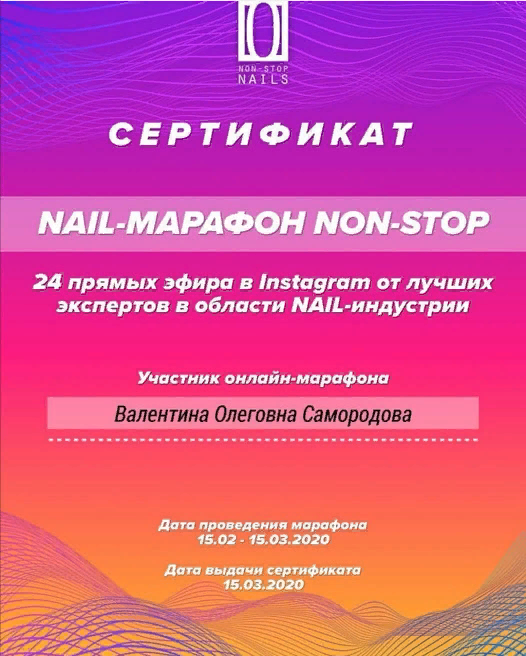 NON-STOP
NAILS
СЕРТИФИКАТ
NAIL-МАРАФОН NON-STOP
24 прямых эфира в Instagram от лучших
экспертов в области NAIL-индустрии
Участник онлайн-марафона
Валентина Олеговна Самородова
Дата проведения марафона
15.02 - 15.03.2020
Дата выдачи сертификата
15.03.2020